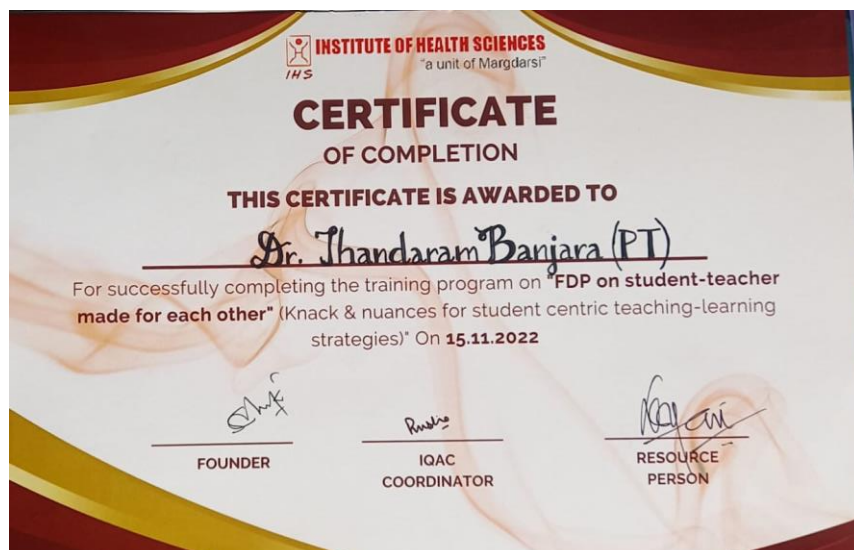 INSTITUTE OF HEALTH SCIENCES
"a unit of Margdarsi"
IHS
CERTIFICATE
OF COMPLETION
THIS CERTIFICATE IS AWARDED TO
Dr. Thandaram Banjara (PT)
For successfully completing the training program on "FDP on student-teacher
made for each other" (Knack & nuances for student centric teaching-learning
strategies)" On 15.11.2022
FOUNDER
IQAC
COORDINATOR
RESOURCE
PERSON